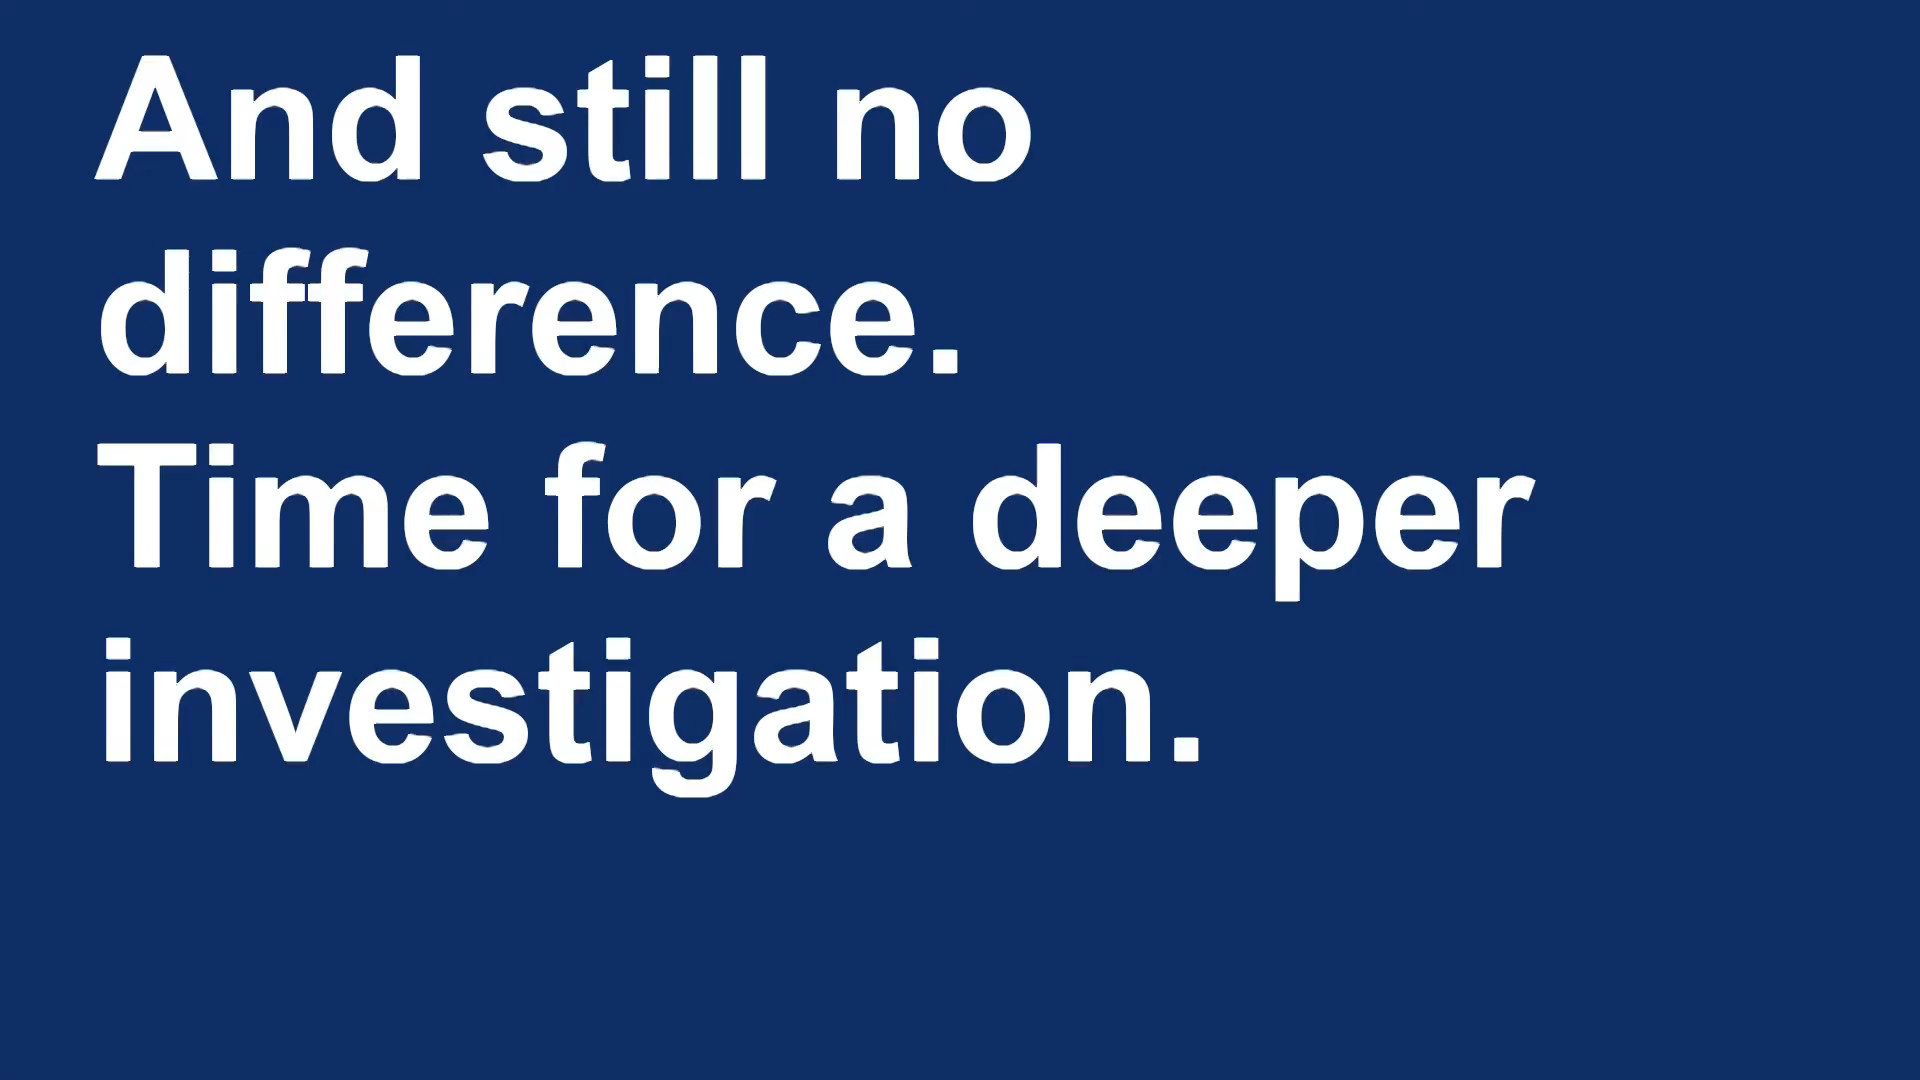 And still no
difference.
Time for a deeper
investigation.